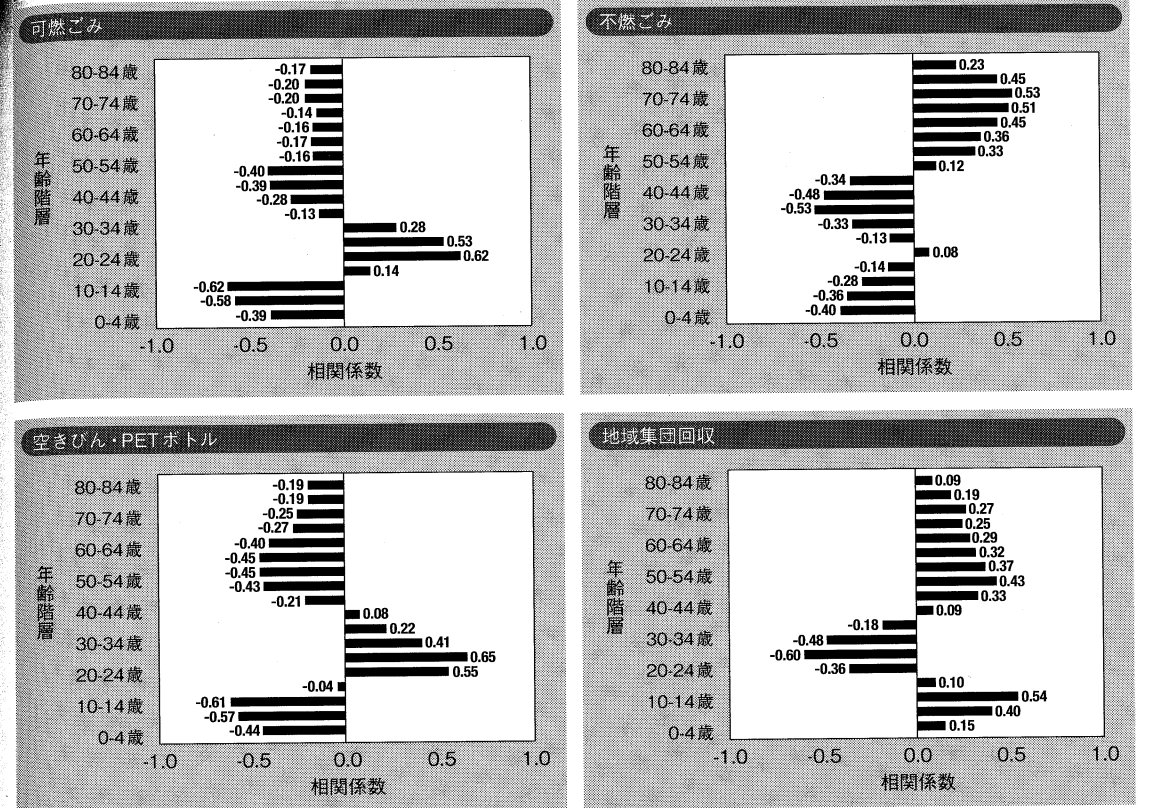 可燃ごみ
80-84歳
70-74歳
60-64歳
50-54歳
40-44歳
30-34歳
20-24歳
10-14歳
0-4歳
年齢階層
-0.17
-0.20
-0.20
-0.14
-0.16
-0.17
-0.16
-0.40
-0.39
-0.28
-0.13
0.28
0.53
0.62
0.14
-0.62
-0.58
-0.39
-1.0 -0.5 0.0 0.5 1.0
相関係数
不燃ごみ
80-84歳
70-74歳
60-64歳
50-54歳
40-44歳
30-34歳
20-24歳
10-14歳
0-4歳
年齢階層
0.23
0.45
0.53
0.51
0.45
0.36
0.33
0.12
-0.34
-0.48
-0.53
-0.33
-0.13
0.08
-0.14
-0.28
-0.36
-0.40
-1.0 -0.5 0.0 0.5 1.0
相関係数
空きびん・PETボトル
80-84歳
70-74歳
60-64歳
50-54歳
40-44歳
30-34歳
20-24歳
10-14歳
0-4歳
年齢階層
-0.19
-0.19
-0.25
-0.27
-0.40
-0.45
-0.45
-0.43
-0.21
0.08
0.22
0.41
0.65
0.55
-0.04
-0.61
-0.57
-0.44
-1.0 -0.5 0.0 0.5 1.0
相関係数
地域集団回収
80-84歳
70-74歳
60-64歳
50-54歳
40-44歳
30-34歳
20-24歳
10-14歳
0-4歳
年齢階層
0.09
0.19
0.27
0.25
0.29
0.32
0.37
0.43
0.33
0.09
-0.18
-0.48
-0.60
-0.36
0.10
0.54
0.40
0.15
-1.0 -0.5 0.0 0.5 1.0
相関係数